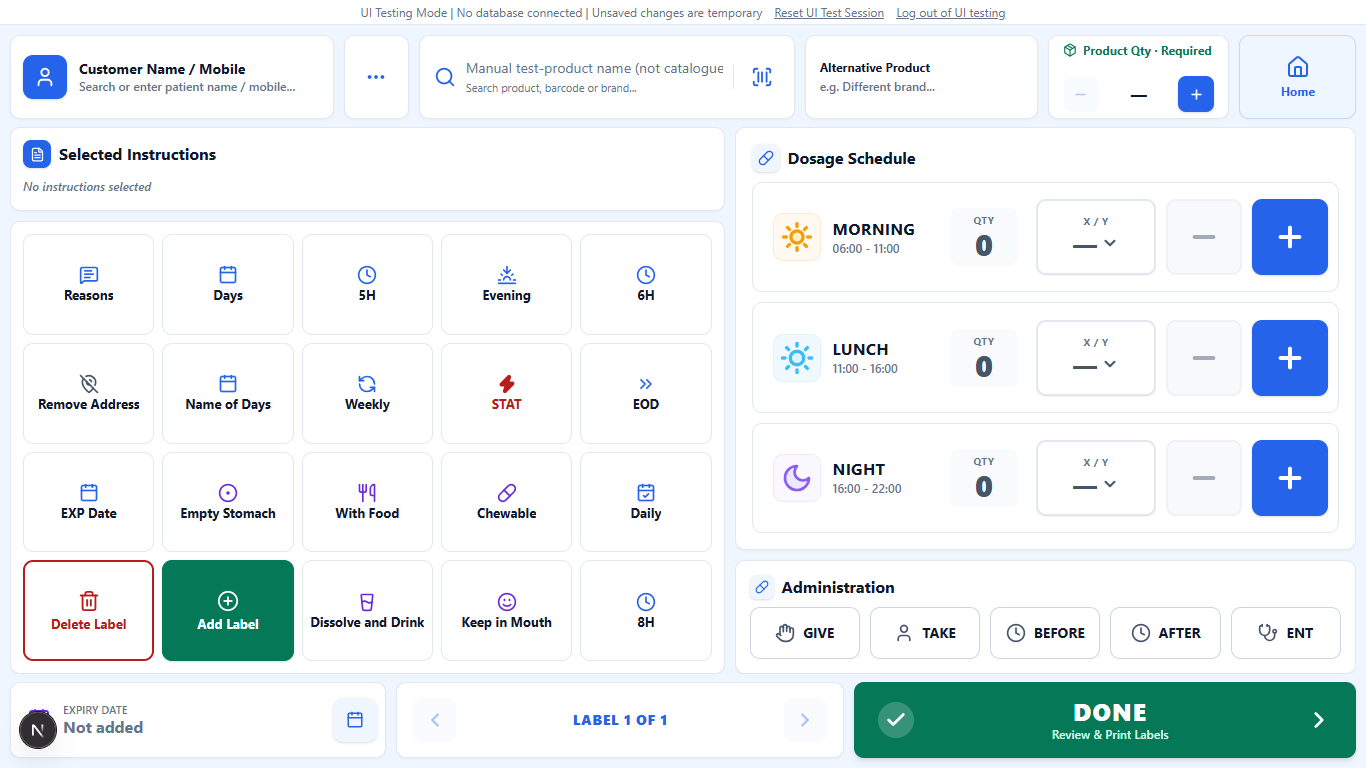 UI Testing Mode | No database connected | Unsaved changes are temporary Reset UI Test Session Log out of UI testing
Customer Name / Mobile
Search or enter patient name / mobile...
Manual test-product name (not catalogue
Search product, barcode or brand...
Alternative Product
e.g. Different brand...
Product Qty · Required
—
Home
Selected Instructions
No instructions selected
Reasons
Days
5H
Evening
6H
Remove Address
Name of Days
Weekly
STAT
EOD
EXP Date
Empty Stomach
With Food
Chewable
Daily
Delete Label
Add Label
Dissolve and Drink
Keep in Mouth
8H
Dosage Schedule
MORNING
06:00 - 11:00
QTY
0
X / Y
—
LUNCH
11:00 - 16:00
QTY
0
X / Y
—
NIGHT
16:00 - 22:00
QTY
0
X / Y
—
Administration
GIVE
TAKE
BEFORE
AFTER
ENT
EXPIRY DATE
Not added
N
LABEL 1 OF 1
DONE
Review & Print Labels